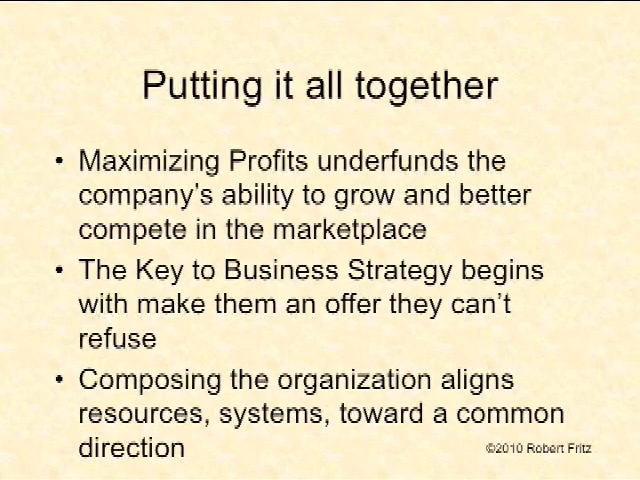 Putting it all together
• Maximizing Profits underfunds the
company's ability to grow and better
compete in the marketplace
• The Key to Business Strategy begins
with make them an offer they can't
refuse
• Composing the organization aligns
resources, systems, toward a common
direction
©2010 Robert Fritz